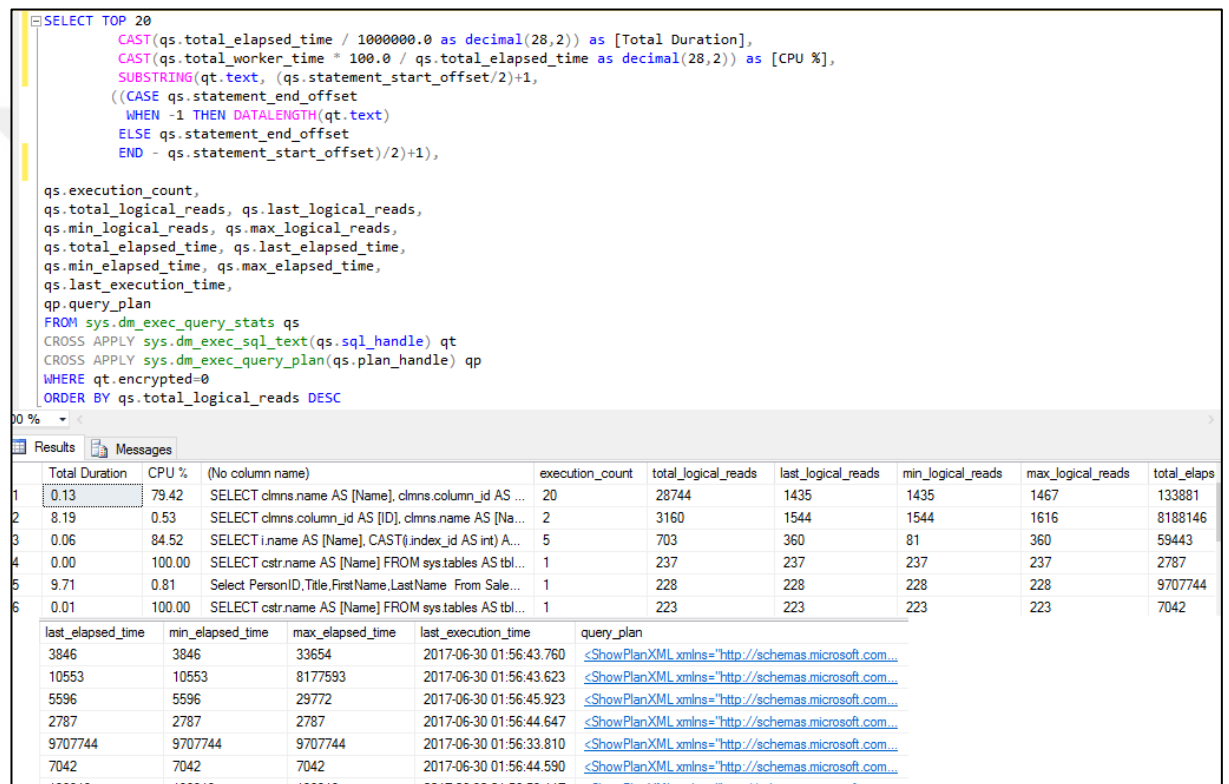 SELECT TOP 20
CAST(qs.total_elapsed_time / 1000000.0 as decimal(28,2)) as [Total Duration],
CAST(qs.total_worker_time * 100.0 / qs.total_elapsed_time as decimal(28,2)) as [CPU %],
SUBSTRING(qt.text, (qs.statement_start_offset/2)+1,
((CASE qs.statement_end_offset
WHEN -1 THEN DATALENGTH(qt.text)
ELSE qs.statement_end_offset
END - qs.statement_start_offset)/2)+1),
qs.execution_count,
qs.total_logical_reads, qs.last_logical_reads,
qs.min_logical_reads, qs.max_logical_reads,
qs.total_elapsed_time, qs.last_elapsed_time,
qs.min_elapsed_time, qs.max_elapsed_time,
qs.last_execution_time,
qp.query_plan
FROM sys.dm_exec_query_stats qs
CROSS APPLY sys.dm_exec_sql_text(qs.sql_handle) qt
CROSS APPLY sys.dm_exec_query_plan(qs.plan_handle) qp
WHERE qt.encrypted=0
ORDER BY qs.total_logical_reads DESC
00 %
Results Messages
Total Duration CPU % (No column name) execution_count total_logical_reads last_logical_reads min_logical_reads max_logical_reads total_elaps
1 0.13 79.42 SELECT clmns.name AS [Name], clmns.column_id AS ... 20 28744 1435 1435 1467 133881
2 8.19 0.53 SELECT clmns.column_id AS [ID], clmns.name AS [Na... 2 3160 1544 1544 1616 8188146
3 0.06 84.52 SELECT i.name AS [Name], CAST(i.index_id AS int) A... 5 703 360 81 360 59443
4 0.00 100.00 SELECT cstr.name AS [Name] FROM sys.tables AS tbl... 1 237 237 237 237 2787
5 9.71 0.81 Select PersonID,Title,FirstName,LastName From Sale... 1 228 228 228 228 9707744
6 0.01 100.00 SELECT cstr.name AS [Name] FROM sys.tables AS tbl... 1 223 223 223 223 7042
last_elapsed_time min_elapsed_time max_elapsed_time last_execution_time query_plan
3846 3846 33654 2017-06-30 01:56:43.760 <ShowPlanXML xmlns="http://schemas.microsoft.com...
10553 10553 8177593 2017-06-30 01:56:43.623 <ShowPlanXML xmlns="http://schemas.microsoft.com...
5596 5596 29772 2017-06-30 01:56:45.923 <ShowPlanXML xmlns="http://schemas.microsoft.com...
2787 2787 2787 2017-06-30 01:56:44.647 <ShowPlanXML xmlns="http://schemas.microsoft.com...
9707744 9707744 9707744 2017-06-30 01:56:33.810 <ShowPlanXML xmlns="http://schemas.microsoft.com...
7042 7042 7042 2017-06-30 01:56:44.590 <ShowPlanXML xmlns="http://schemas.microsoft.com...